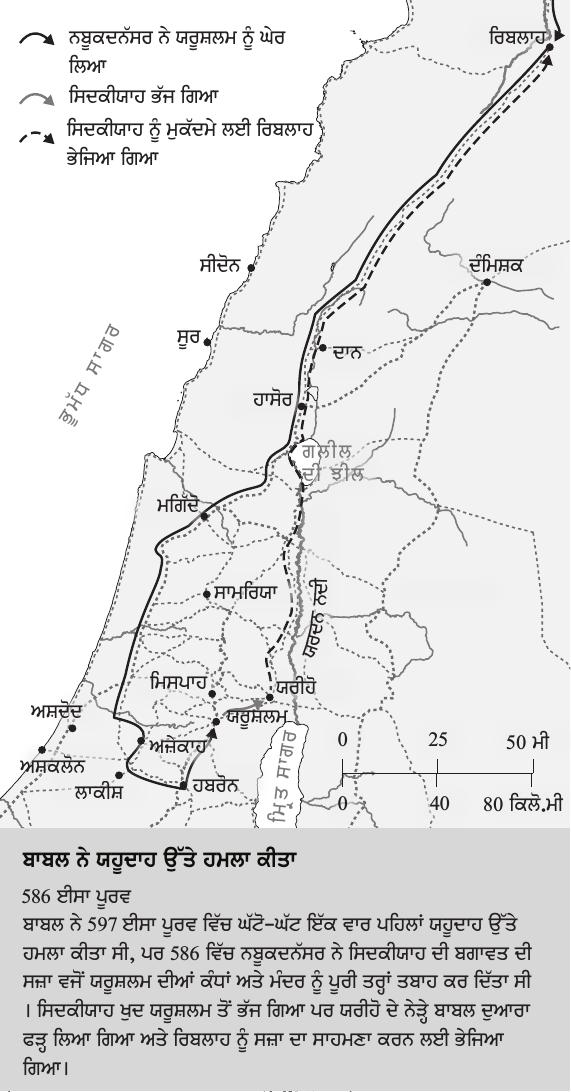 ਨਬੂਕਦਨੱਸਰ ਨੇ ਯਰੂਸ਼ਲਮ ਨੂੰ ਘੇਰ
ਲਿਆ
ਸਿਦਕੀਯਾਹ ਭੱਜ ਗਿਆ
ਸਿਦਕੀਯਾਹ ਨੂੰ ਮੁਕੱਦਮੇ ਲਈ ਰਿਬਲਾਹ
ਭੇਜਿਆ ਗਿਆ
ਰਿਬਲਾਹ
ਸੀਦੋਨ
ਦੰਮਿਸ਼ਕ
ਸੂਰ
ਦਾਨ
ਭੂਮੱਧ ਸਾਗਰ
ਹਾਸੋਰ
ਗਲੀਲ
ਦੀ ਝੀਲ
ਮਗਿੱਦੋ
ਸਾਮਰਿਯਾ
ਯਰਦਨ ਨਦੀ
ਮਿਸਪਾਹ
ਯਰੀਹੋ
ਅਸ਼ਦੋਦ
ਯਰੂਸ਼ਲਮ
ਅਜ਼ੇਕਾਹ
ਅਸ਼ਕਲੋਨ
ਲਾਕੀਸ਼
ਹਬਰੋਨ
ਮ੍ਰਿਤ ਸਾਗਰ
0 25 50 ਮੀ
0 40 80 ਕਿਲੋ.ਮੀ
ਬਾਬਲ ਨੇ ਯਹੂਦਾਹ ਉੱਤੇ ਹਮਲਾ ਕੀਤਾ
586 ਈਸਾ ਪੂਰਵ
ਬਾਬਲ ਨੇ 597 ਈਸਾ ਪੂਰਵ ਵਿੱਚ ਘੱਟੋ-ਘੱਟ ਇੱਕ ਵਾਰ ਪਹਿਲਾਂ ਯਹੂਦਾਹ ਉੱਤੇ
ਹਮਲਾ ਕੀਤਾ ਸੀ, ਪਰ 586 ਵਿੱਚ ਨਬੂਕਦਨੱਸਰ ਨੇ ਸਿਦਕੀਯਾਹ ਦੀ ਬਗਾਵਤ ਦੀ
ਸਜ਼ਾ ਵਜੋਂ ਯਰੂਸ਼ਲਮ ਦੀਆਂ ਕੰਧਾਂ ਅਤੇ ਮੰਦਰ ਨੂੰ ਪੂਰੀ ਤਰ੍ਹਾਂ ਤਬਾਹ ਕਰ ਦਿੱਤਾ ਸੀ
। ਸਿਦਕੀਯਾਹ ਖੁਦ ਯਰੂਸ਼ਲਮ ਤੋਂ ਭੱਜ ਗਿਆ ਪਰ ਯਰੀਹੋ ਦੇ ਨੇੜ੍ਹੇ ਬਾਬਲ ਦੁਆਰਾ
ਫੜ੍ਹ ਲਿਆ ਗਿਆ ਅਤੇ ਰਿਬਲਾਹ ਨੂੰ ਸਜ਼ਾ ਦਾ ਸਾਹਮਣਾ ਕਰਨ ਲਈ ਭੇਜਿਆ
ਗਿਆ।